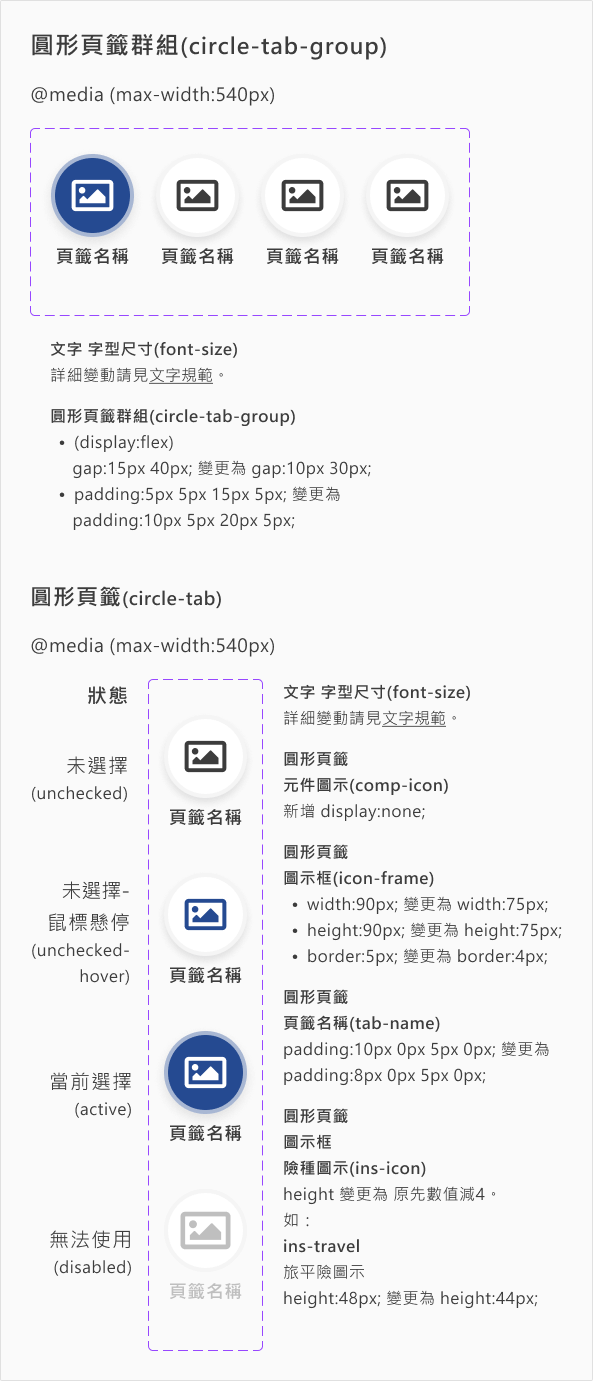 圓形頁籤群組(circle-tab-group)
@media (max-width:540px)
頁籤名稱 頁籤名稱 頁籤名稱 頁籤名稱
文字 字型尺寸(font-size)
詳細變動請見文字規範。
圓形頁籤群組(circle-tab-group)
• (display:flex)
gap:15px 40px; 變更為 gap:10px 30px;
• padding:5px 5px 15px 5px; 變更為
padding:10px 5px 20px 5px;
圓形頁籤(circle-tab)
@media (max-width:540px)
狀態
未選擇
(unchecked)
頁籤名稱
未選擇-
鼠標懸停
(unchecked-
hover)
頁籤名稱
當前選擇
(active)
頁籤名稱
無法使用
(disabled)
頁籤名稱
文字 字型尺寸(font-size)
詳細變動請見文字規範。
圓形頁籤
元件圖示(comp-icon)
新增 display:none;
圓形頁籤
圖示框(icon-frame)
• width:90px; 變更為 width:75px;
• height:90px; 變更為 height:75px;
• border:5px; 變更為 border:4px;
圓形頁籤
頁籤名稱(tab-name)
padding:10px 0px 5px 0px; 變更為
padding:8px 0px 5px 0px;
圓形頁籤
圖示框
險種圖示(ins-icon)
height 變更為 原先數值減4。
如：
ins-travel
旅平險圖示
height:48px; 變更為 height:44px;